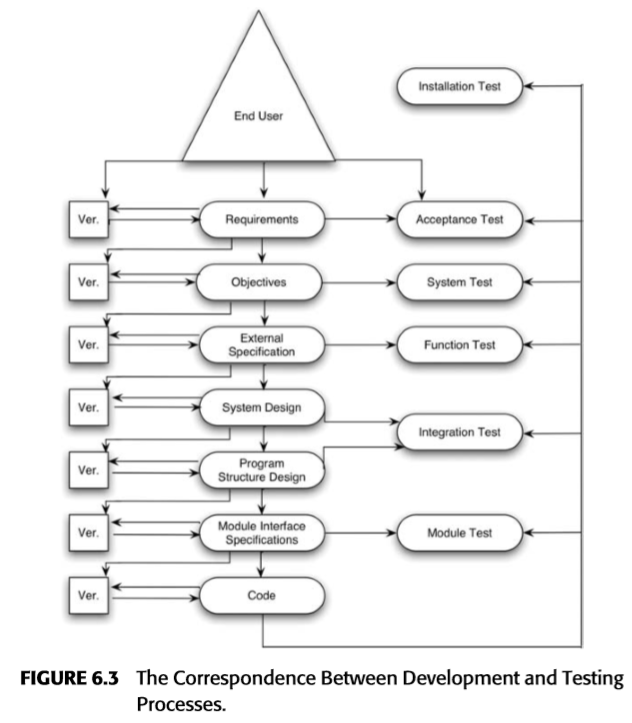 End User
Installation Test
Ver.
Requirements
Acceptance Test
Ver.
Objectives
System Test
Ver.
External
Specification
Function Test
Ver.
System Design
Integration Test
Ver.
Program
Structure Design
Ver.
Module Interface
Specifications
Module Test
Ver.
Code
FIGURE 6.3 The Correspondence Between Development and Testing
Processes.